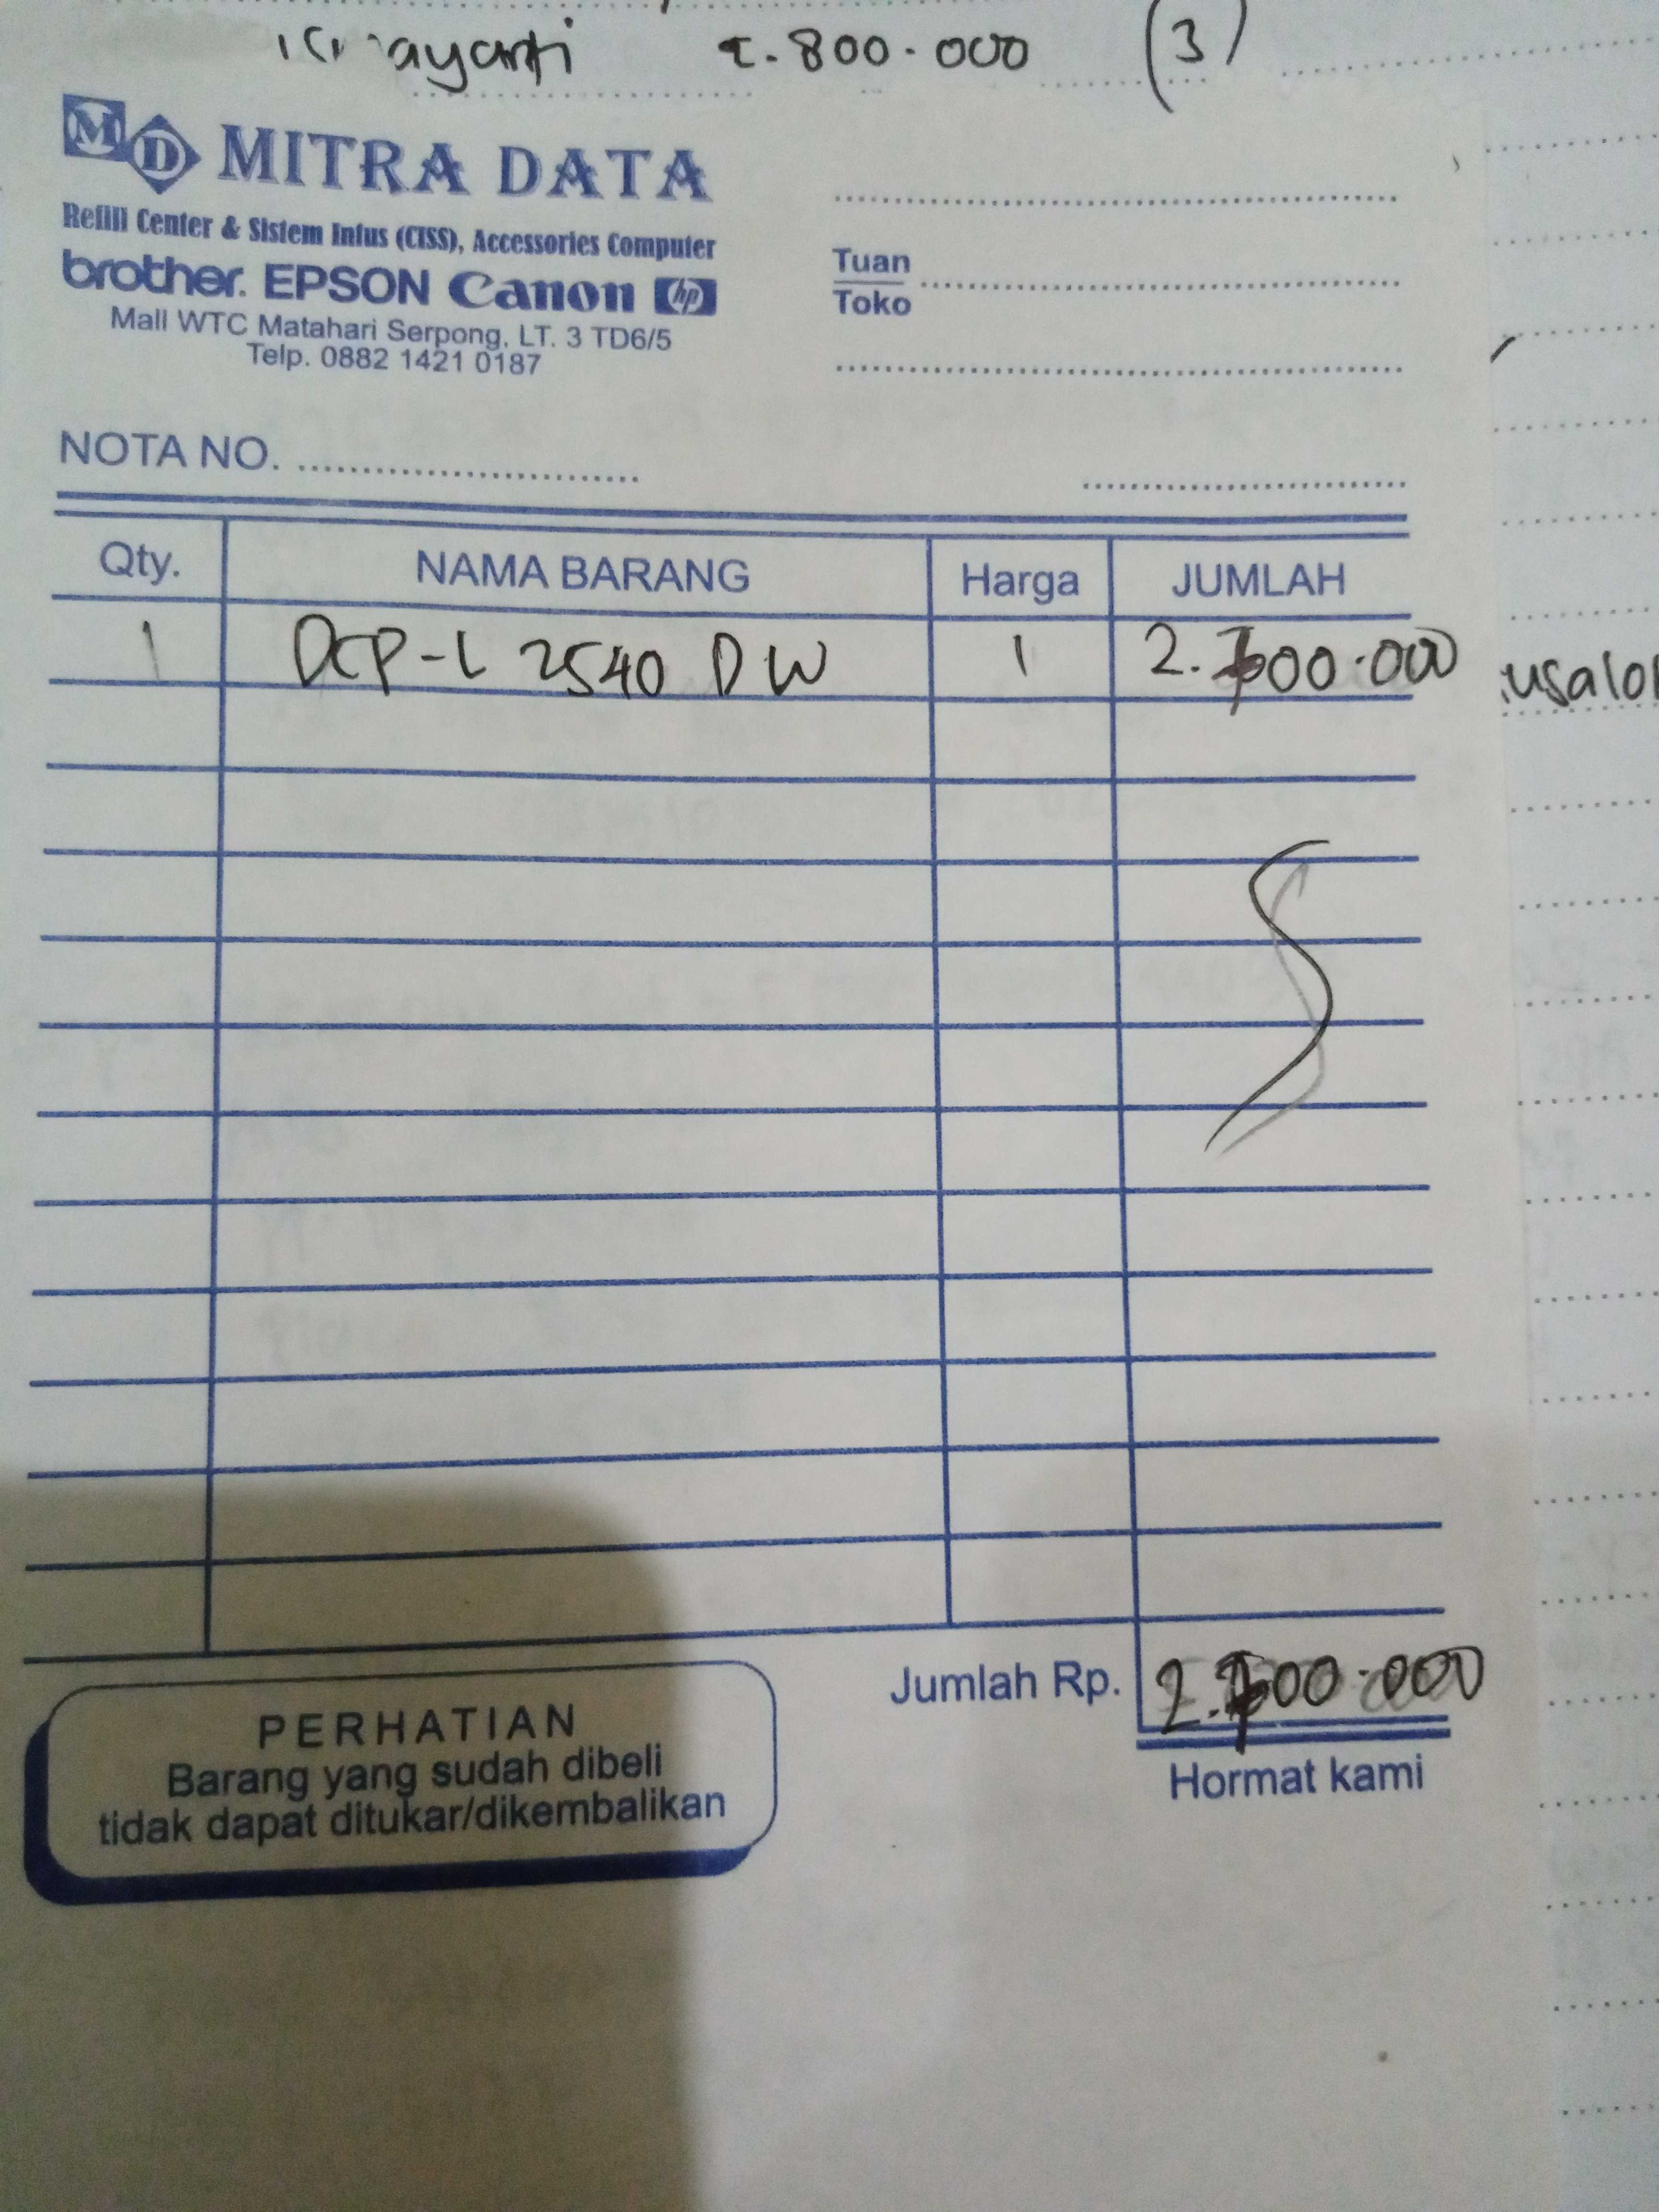 2.800.000 (3)
MD MITRA DATA
Refill Center & Sistem Infus (CISS), Accessories Computer
brother. EPSON Canon hp
Mall WTC Matahari Serpong, LT. 3 TD6/5
Telp. 0882 1421 0187
Tuan
Toko
NOTA NO.
Qty. NAMA BARANG Harga JUMLAH
1 DCP-L 2540 DW 1
Jumlah Rp.
Hormat kami
PERHATIAN
Barang yang sudah dibeli
tidak dapat ditukar/dikembalikan